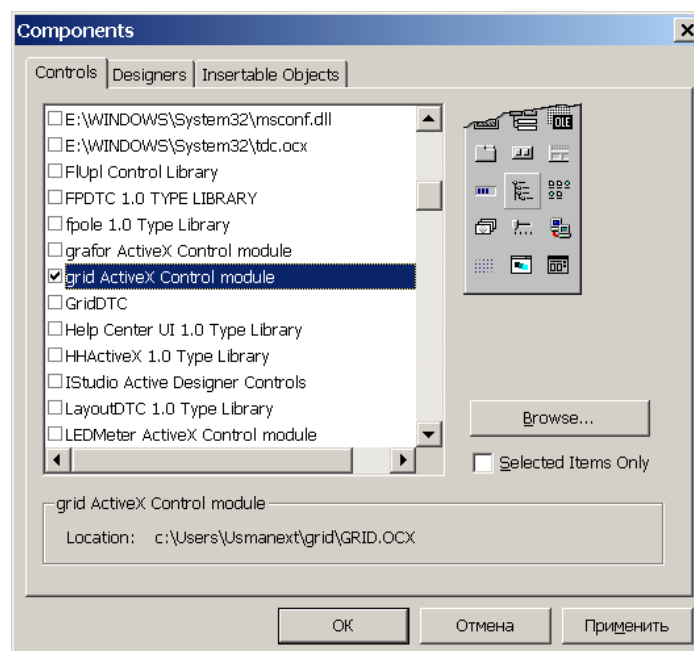 Components
Controls Designers Insertable Objects
E:\WINDOWS\System32\msconf.dll
E:\WINDOWS\System32\tdc.ocx
FlUpl Control Library
FPDTC 1.0 TYPE LIBRARY
fpole 1.0 Type Library
grafor ActiveX Control module
grid ActiveX Control module
GridDTC
Help Center UI 1.0 Type Library
HHActiveX 1.0 Type Library
IStudio Active Designer Controls
LayoutDTC 1.0 Type Library
LEDMeter ActiveX Control module
OLE
Browse...
Selected Items Only
grid ActiveX Control module
Location: c:\Users\Usmanext\grid\GRID.OCX
ОК Отмена Применить